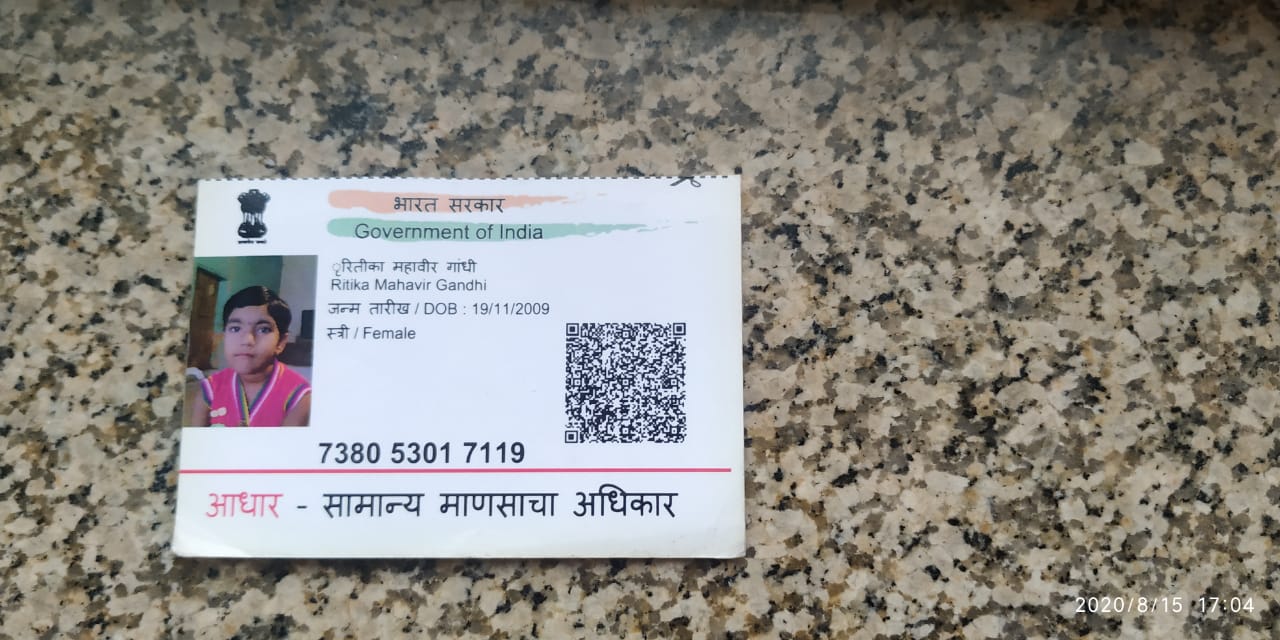 भारत सरकार
Government of India
ृरितीका महावीर गांधी
Ritika Mahavir Gandhi
जन्म तारीख / DOB : 19/11/2009
स्त्री / Female
7380 5301 7119
आधार - सामान्य माणसाचा अधिकार
2020/8/15 17:04